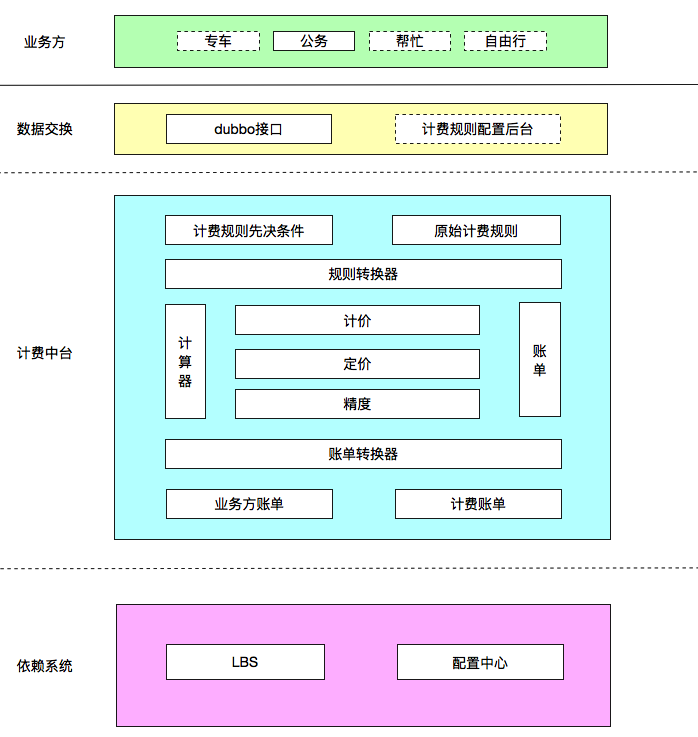 业务方
专车
公务
帮忙
自由行
数据交换
dubbo接口
计费规则配置后台
计费中台
计费规则先决条件
原始计费规则
规则转换器
计算器
计价
定价
精度
账单
账单转换器
业务方账单
计费账单
依赖系统
LBS
配置中心